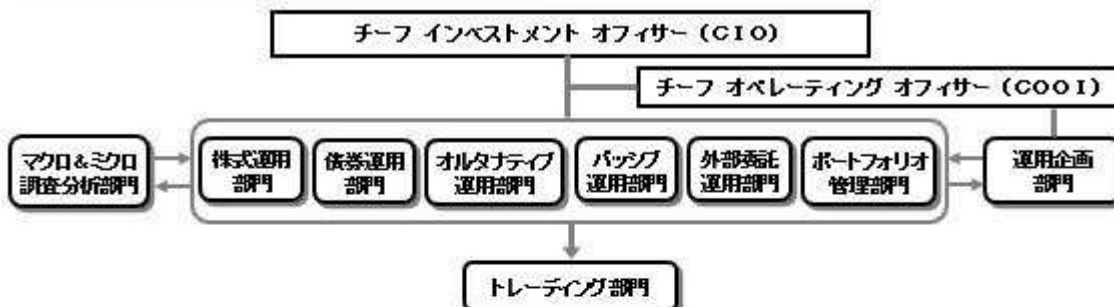 チーフ インベストメント オフィサー (CIO)
チーフ オペレーティング オフィサー (COOI)
マクロ&ミクロ
調査分析部門
株式運用
部門
債券運用
部門
オルタナティブ
運用部門
パッシブ
運用部門
外部委託
運用部門
ポートフォリオ
管理部門
運用企画
部門
トレーディング部門